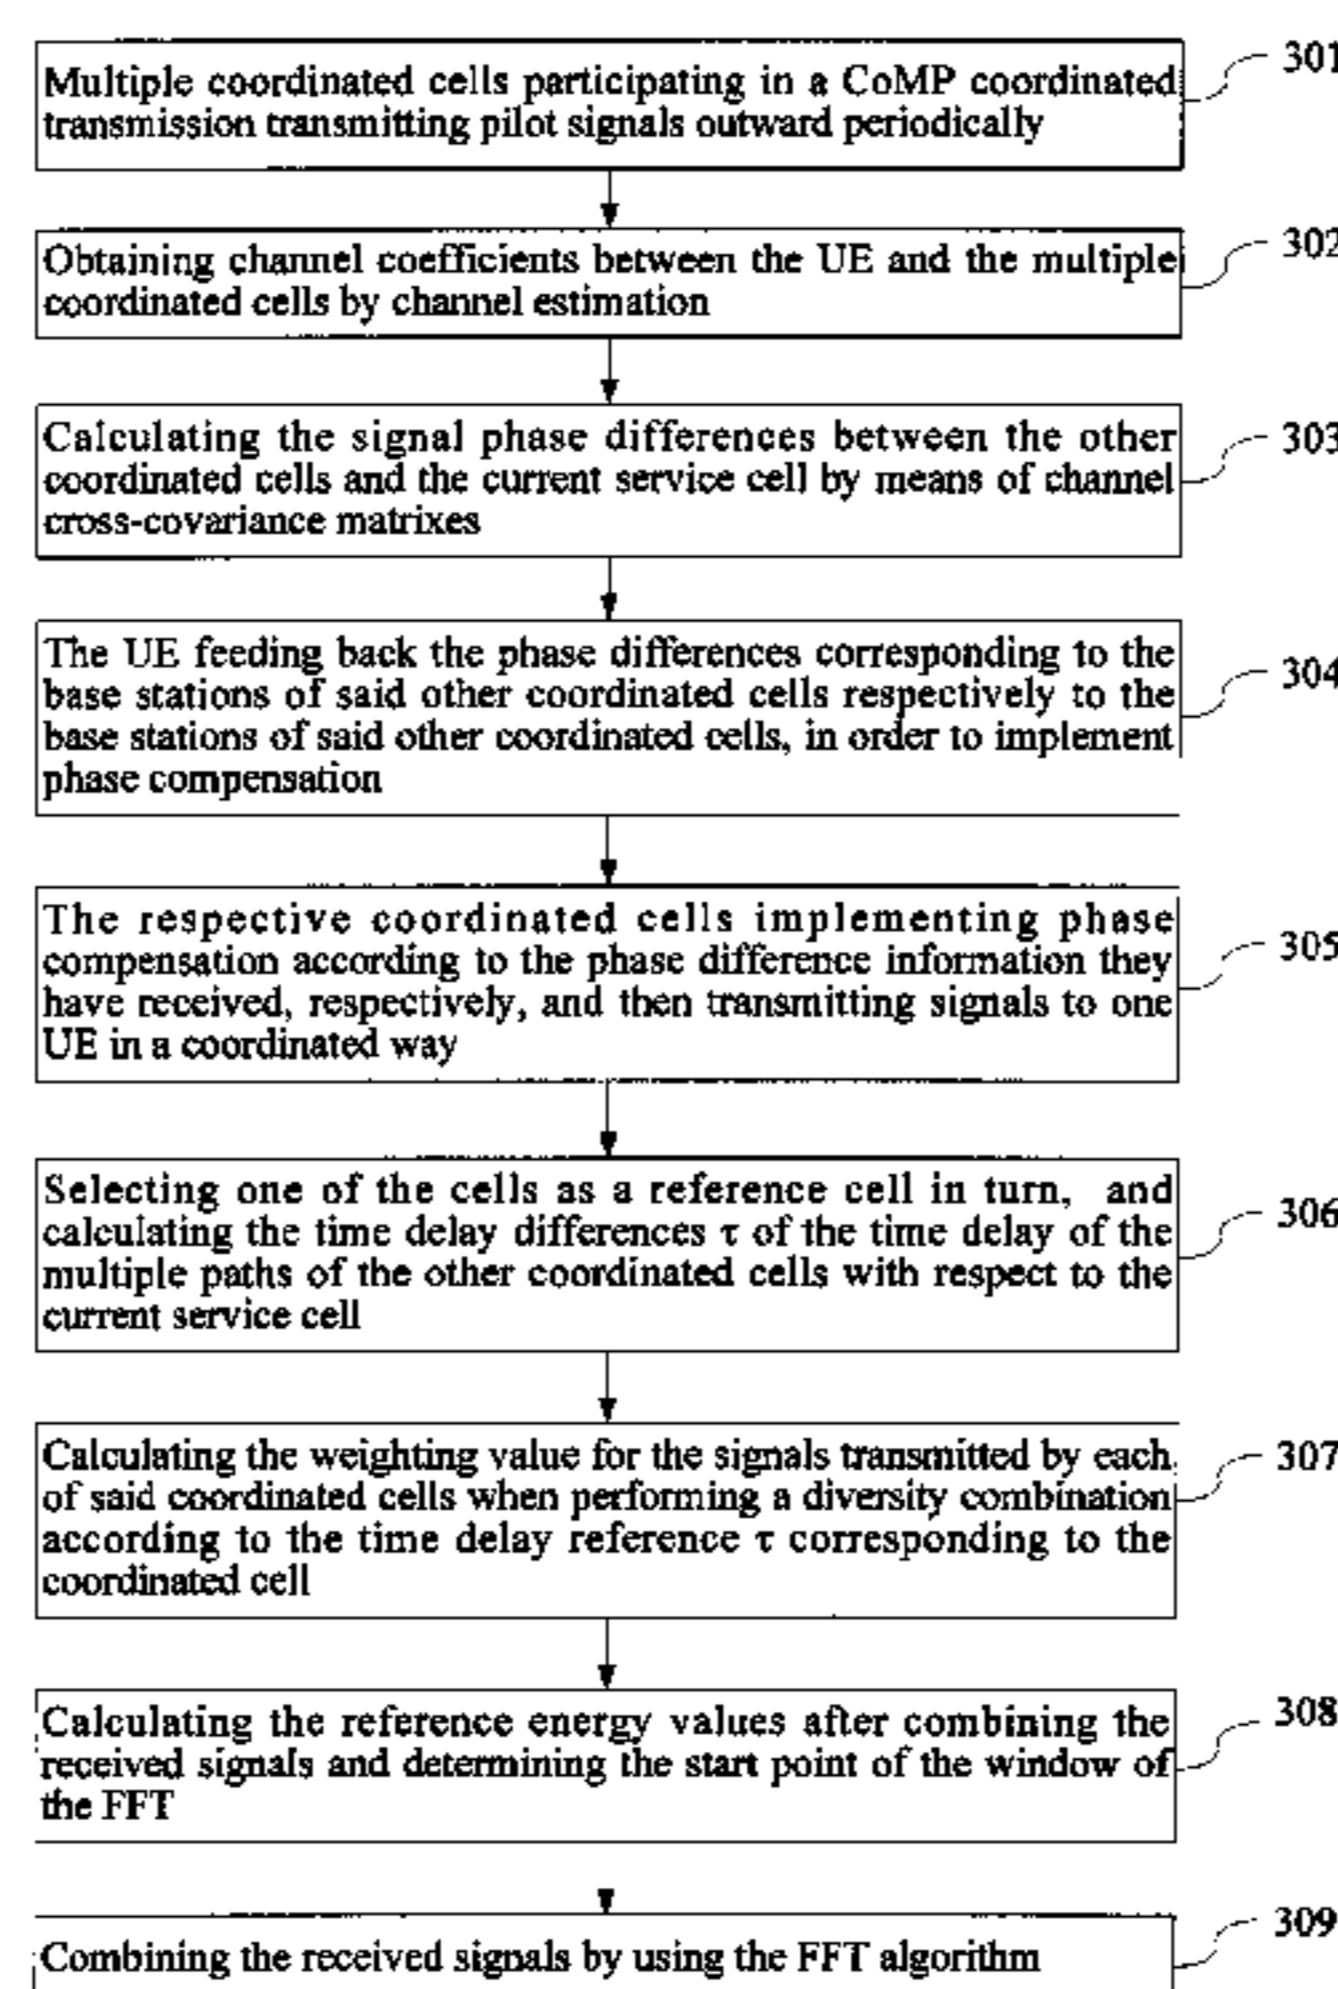 301
Multiple coordinated cells participating in a CoMP coordinated
transmission transmitting pilot signals outward periodically
302
Obtaining channel coefficients between the UE and the multiple
coordinated cells by channel estimation
303
Calculating the signal phase differences between the other
coordinated cells and the current service cell by means of channel
cross-covariance matrixes
304
The UE feeding back the phase differences corresponding to the
base stations of said other coordinated cells respectively to the
base stations of said other coordinated cells, in order to implement
phase compensation
305
The respective coordinated cells implementing phase
compensation according to the phase difference information they
have received, respectively, and then transmitting signals to one
UE in a coordinated way
306
Selecting one of the cells as a reference cell in turn, and
calculating the time delay differences τ of the time delay of the
multiple paths of the other coordinated cells with respect to the
current service cell
307
Calculating the weighting value for the signals transmitted by each
of said coordinated cells when performing a diversity combination
according to the time delay reference τ corresponding to the
coordinated cell
308
Calculating the reference energy values after combining the
received signals and determining the start point of the window of
the FFT
309
Combining the received signals by using the FFT algorithm